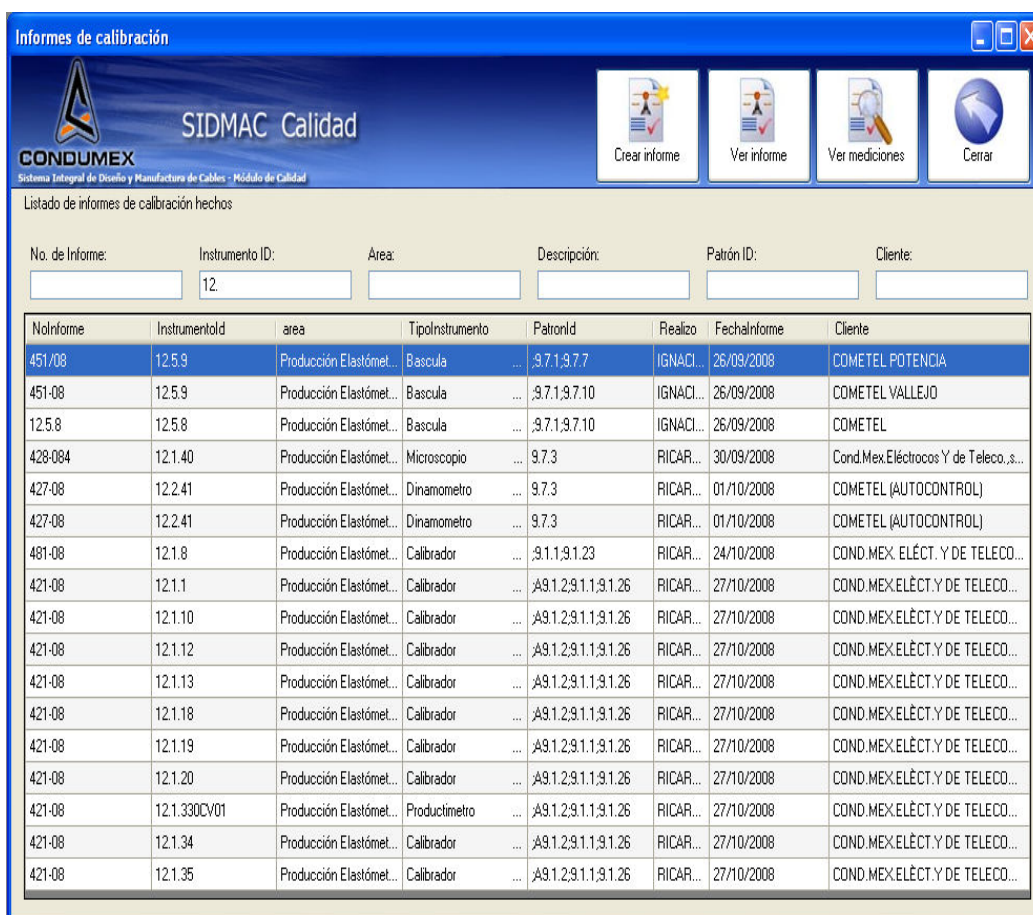 Informes de calibración
CONDUMEX
SIDMAC Calidad
Sistema Integral de Diseño y Manufactura de Cables - Módulo de Calidad
Crear informe
Ver informe
Ver mediciones
Cerrar
Listado de informes de calibración hechos
No. de Informe: Instrumento ID: Area: Descripción: Patrón ID: Cliente:
12.
NoInforme InstrumentoId area TipoInstrumento PatronId Realizo FechaInforme Cliente
451/08 12.5.9 Producción Elastómet... Bascula ... ;9.7.1;9.7.7 IGNACI... 26/09/2008 COMETEL POTENCIA
451-08 12.5.9 Producción Elastómet... Bascula ... ;9.7.1;9.7.10 IGNACI... 26/09/2008 COMETEL VALLEJO
12.5.8 12.5.8 Producción Elastómet... Bascula ... ;9.7.1;9.7.10 IGNACI... 26/09/2008 COMETEL
428-084 12.1.40 Producción Elastómet... Microscopio ... 9.7.3 RICAR... 30/09/2008 Cond.Mex.Eléctrocos Y de Teleco.,s...
427-08 12.2.41 Producción Elastómet... Dinamometro ... 9.7.3 RICAR... 01/10/2008 COMETEL (AUTOCONTROL)
427-08 12.2.41 Producción Elastómet... Dinamometro ... 9.7.3 RICAR... 01/10/2008 COMETEL (AUTOCONTROL)
481-08 12.1.8 Producción Elastómet... Calibrador ... ;9.1.1;9.1.23 RICAR... 24/10/2008 COND.MEX. ELÉCT. Y DE TELECO...
421-08 12.1.1 Producción Elastómet... Calibrador ... ;A9.1.2;9.1.1;9.1.26 RICAR... 27/10/2008 COND.MEX.ELÈCT.Y DE TELECO...
421-08 12.1.10 Producción Elastómet... Calibrador ... ;A9.1.2;9.1.1;9.1.26 RICAR... 27/10/2008 COND.MEX.ELÈCT.Y DE TELECO...
421-08 12.1.12 Producción Elastómet... Calibrador ... ;A9.1.2;9.1.1;9.1.26 RICAR... 27/10/2008 COND.MEX.ELÈCT.Y DE TELECO...
421-08 12.1.13 Producción Elastómet... Calibrador ... ;A9.1.2;9.1.1;9.1.26 RICAR... 27/10/2008 COND.MEX.ELÈCT.Y DE TELECO...
421-08 12.1.18 Producción Elastómet... Calibrador ... ;A9.1.2;9.1.1;9.1.26 RICAR... 27/10/2008 COND.MEX.ELÈCT.Y DE TELECO...
421-08 12.1.19 Producción Elastómet... Calibrador ... ;A9.1.2;9.1.1;9.1.26 RICAR... 27/10/2008 COND.MEX.ELÈCT.Y DE TELECO...
421-08 12.1.20 Producción Elastómet... Calibrador ... ;A9.1.2;9.1.1;9.1.26 RICAR... 27/10/2008 COND.MEX.ELÈCT.Y DE TELECO...
421-08 12.1.330CV01 Producción Elastómet... Productimetro ... ;A9.1.2;9.1.1;9.1.26 RICAR... 27/10/2008 COND.MEX.ELÈCT.Y DE TELECO...
421-08 12.1.34 Producción Elastómet... Calibrador ... ;A9.1.2;9.1.1;9.1.26 RICAR... 27/10/2008 COND.MEX.ELÈCT.Y DE TELECO...
421-08 12.1.35 Producción Elastómet... Calibrador ... ;A9.1.2;9.1.1;9.1.26 RICAR... 27/10/2008 COND.MEX.ELÈCT.Y DE TELECO...